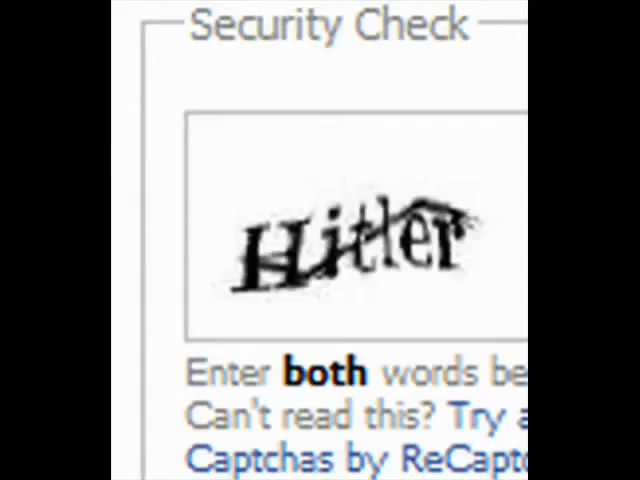 Security Check
Hitler
Enter both words be
Can't read this? Try a
Captchas by ReCaptc